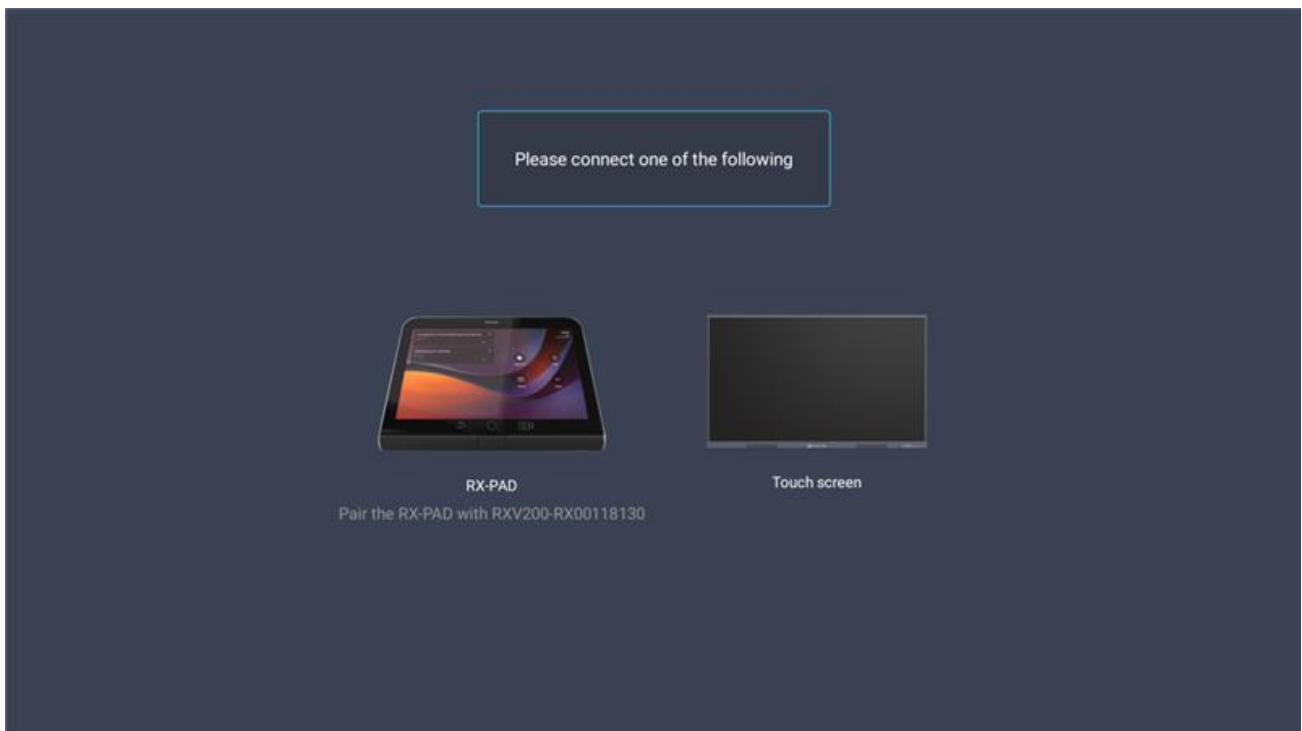 Please connect one of the following
RX-PAD
Touch screen
Pair the RX-PAD with RXV200-RX00118130